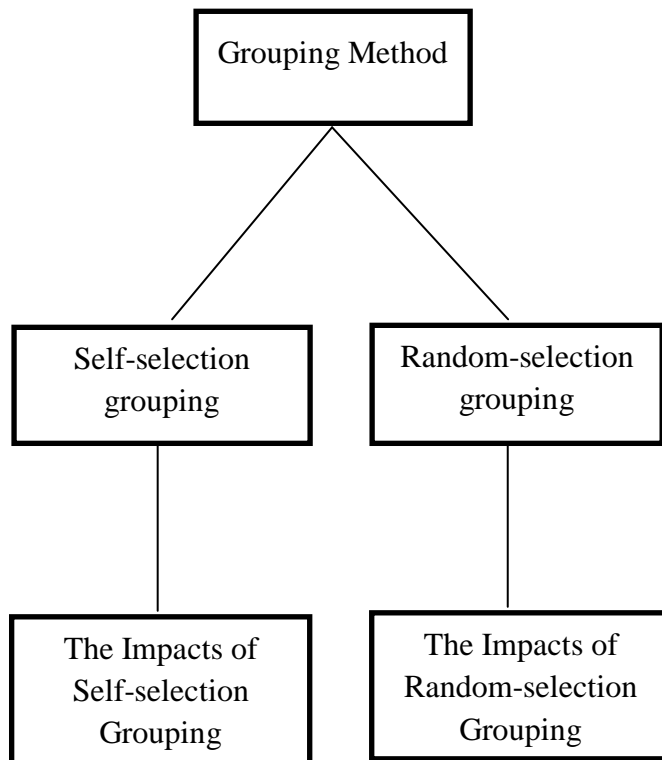 Grouping Method
Self-selection
grouping
Random-selection
grouping
The Impacts of
Self-selection
Grouping
The Impacts of
Random-selection
Grouping